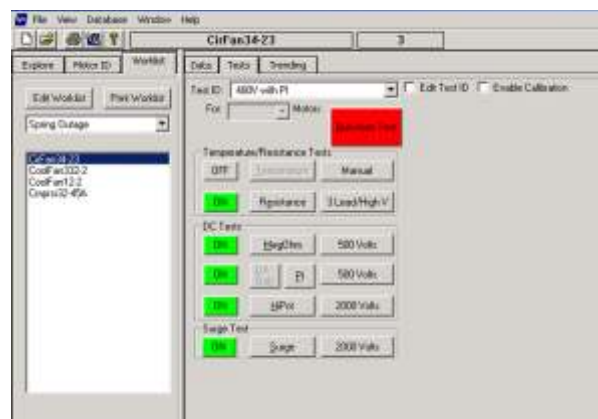 File View Database Window Help
CirFan34-23 3
Explore Motor ID Worklist
Data Tests Trending
Test ID: 460V with PI Edit Test ID Enable Calibration
For Motors
Edit Worklist Print Worklist
Spring Outage
CirFan34-23
CoolFan332-2
CoolFan12-2
Temperature/Resistance Tests
OFF Temperature Manual
ON Resistance 3 Lead/High V
DC Tests
ON MegOhm 500 Volts
ON PI 500 Volts
ON HiPot 2000 Volts
Surge Test
ON Surge 2000 Volts